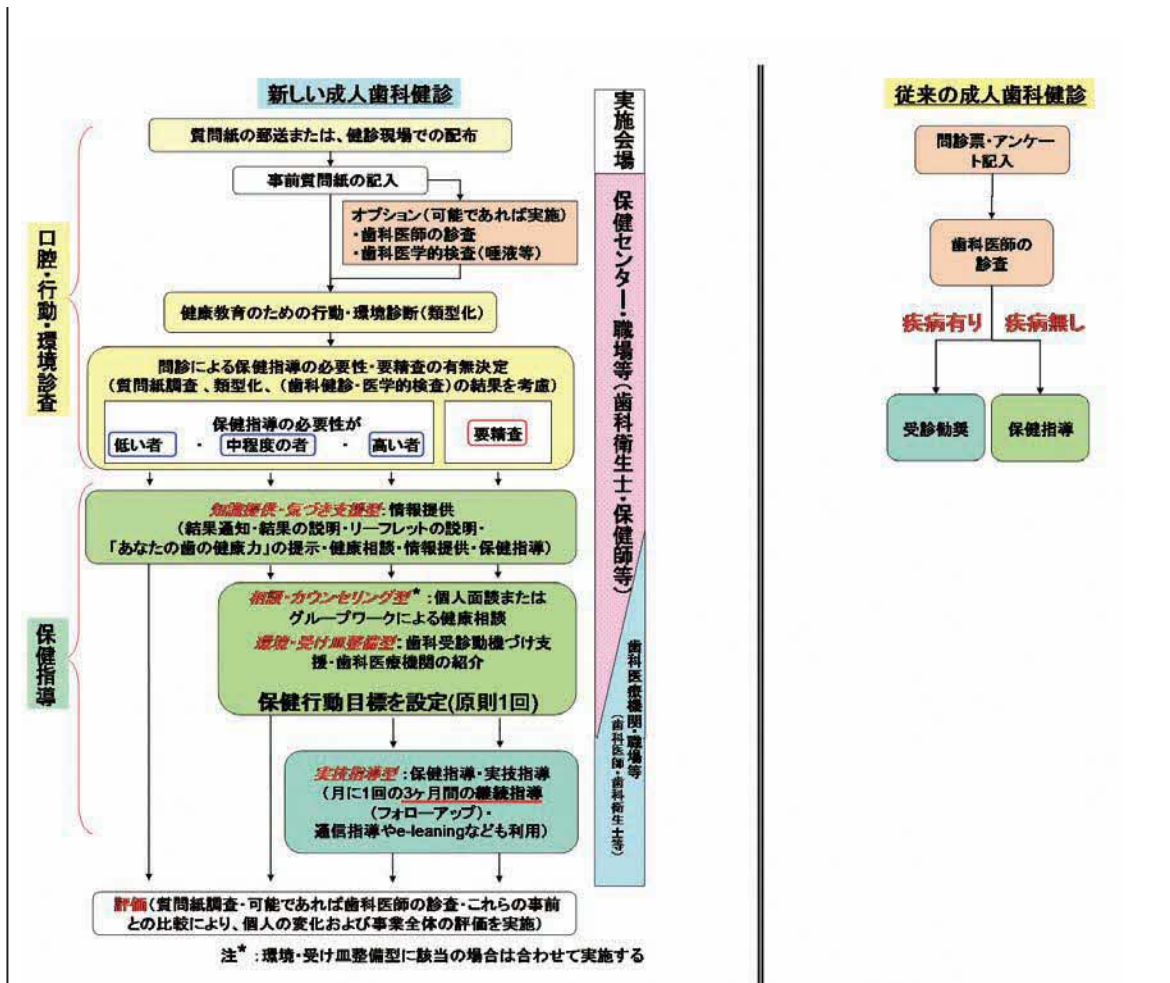 新しい成人歯科健診
質問紙の郵送または、健診現場での配布
事前質問紙の記入
オプション(可能であれば実施)
・歯科医師の診査
・歯科医学的検査(唾液等)
健康教育のための行動・環境診断(類型化)
問診による保健指導の必要性・要精査の有無決定
(質問紙調査、類型化、(歯科健診・医学的検査)の結果を考慮)
保健指導の必要性が
低い者 ・ 中程度の者 ・ 高い者
要精査
口腔・行動・環境診査
知識提供・気づき支援型:情報提供
(結果通知・結果の説明・リーフレットの説明・
「あなたの歯の健康力」の提示・健康相談・情報提供・保健指導)
相談・カウンセリング型*:個人面談または
グループワークによる健康相談
環境・受け皿整備型:歯科受診動機づけ支
援・歯科医療機関の紹介
保健行動目標を設定(原則1回)
実技指導型:保健指導・実技指導
(月に1回の3ヶ月間の継続指導
(フォローアップ)・
通信指導やe-leaningなども利用)
保健指導
評価(質問紙調査・可能であれば歯科医師の診査・これらの事前
との比較により、個人の変化および事業全体の評価を実施)
注*:環境・受け皿整備型に該当の場合は合わせて実施する
実施会場
保健センター・職場等(歯科衛生士・保健師等)
歯科医療機関・職場等
(歯科医師・歯科衛生士等)
従来の成人歯科健診
問診票・アンケー
ト記入
歯科医師の
診査
疾病有り
疾病無し
受診勧奨
保健指導